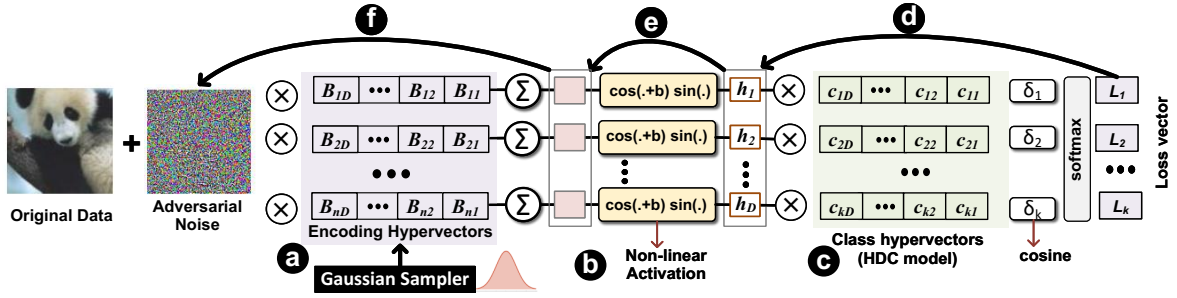 f
e
d
B1D ••• B12 B11
Σ
cos(.+b) sin(.)
h1
c1D ••• c12 c11
δ1
L1
B2D ••• B22 B21
Σ
cos(.+b) sin(.)
h2
c2D ••• c22 c21
δ2
L2
+
•••
•••
•••
softmax
•••
Loss vector
BnD ••• Bn2 Bn1
Σ
cos(.+b) sin(.)
hD
ckD ••• ck2 ck1
δk
Lk
Original Data
Adversarial
Noise
Encoding Hypervectors
a
Gaussian Sampler
b
Non-linear
Activation
c
Class hypervectors
(HDC model)
cosine